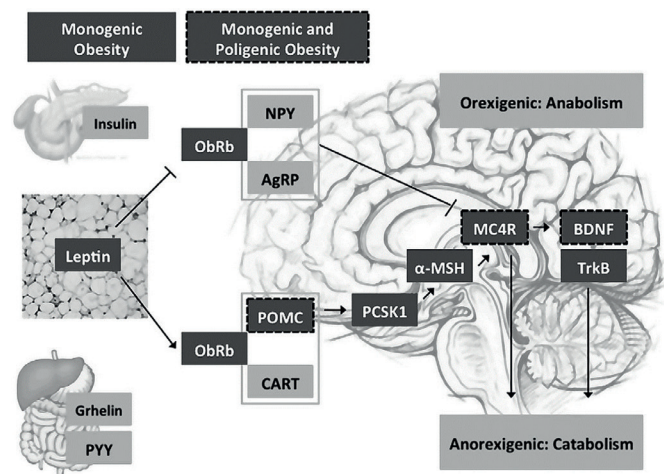 Monogenic
Obesity
Monogenic and
Poligenic Obesity
Insulin
NPY
ObRb
AgRP
Orexigenic: Anabolism
Leptin
MC4R
BDNF
α-MSH
TrkB
POMC
PCSK1
ObRb
CART
Grhelin
PYY
Anorexigenic: Catabolism